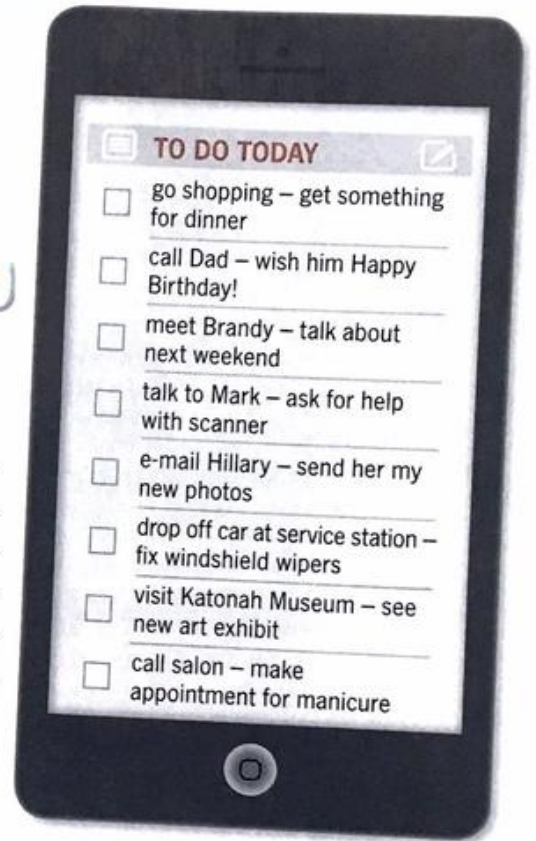 TO DO TODAY
go shopping – get something
for dinner
call Dad – wish him Happy
Birthday!
meet Brandy – talk about
next weekend
talk to Mark – ask for help
with scanner
e-mail Hillary – send her my
new photos
drop off car at service station –
fix windshield wipers
visit Katonah Museum – see
new art exhibit
call salon – make
appointment for manicure